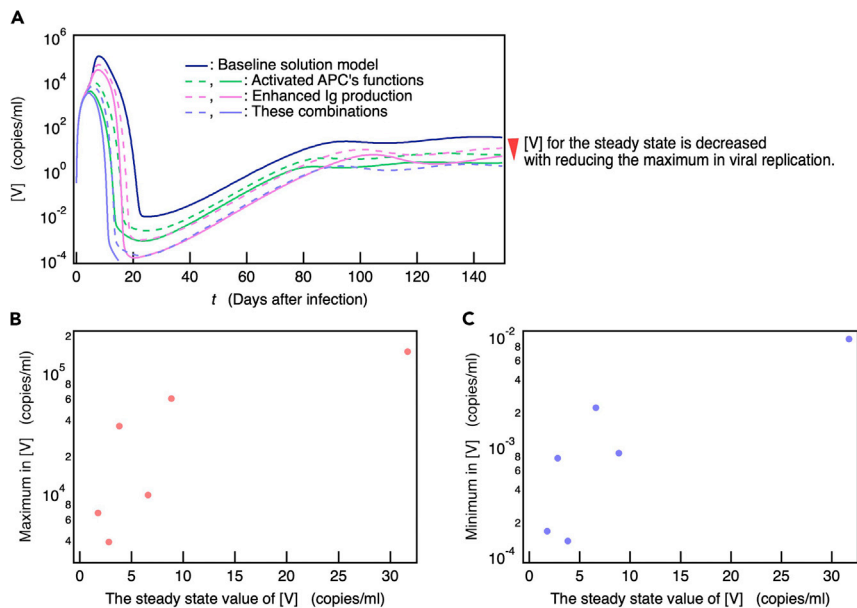 A
10^6
10^4
10^2
10^0
10^-2
10^-4
[V] (copies/ml)
: Baseline solution model
, : Activated APC's functions
, : Enhanced Ig production
, : These combinations
[V] for the steady state is decreased
with reducing the maximum in viral replication.
0 20 40 60 80 100 120 140
t (Days after infection)
B
2
10^5
8
6
4
2
10^4
8
6
4
Maximum in [V] (copies/ml)
0 5 10 15 20 25 30
The steady state value of [V] (copies/ml)
C
10^-2
8
6
4
2
10^-3
8
6
4
2
10^-4
Minimum in [V] (copies/ml)
0 5 10 15 20 25 30
The steady state value of [V] (copies/ml)